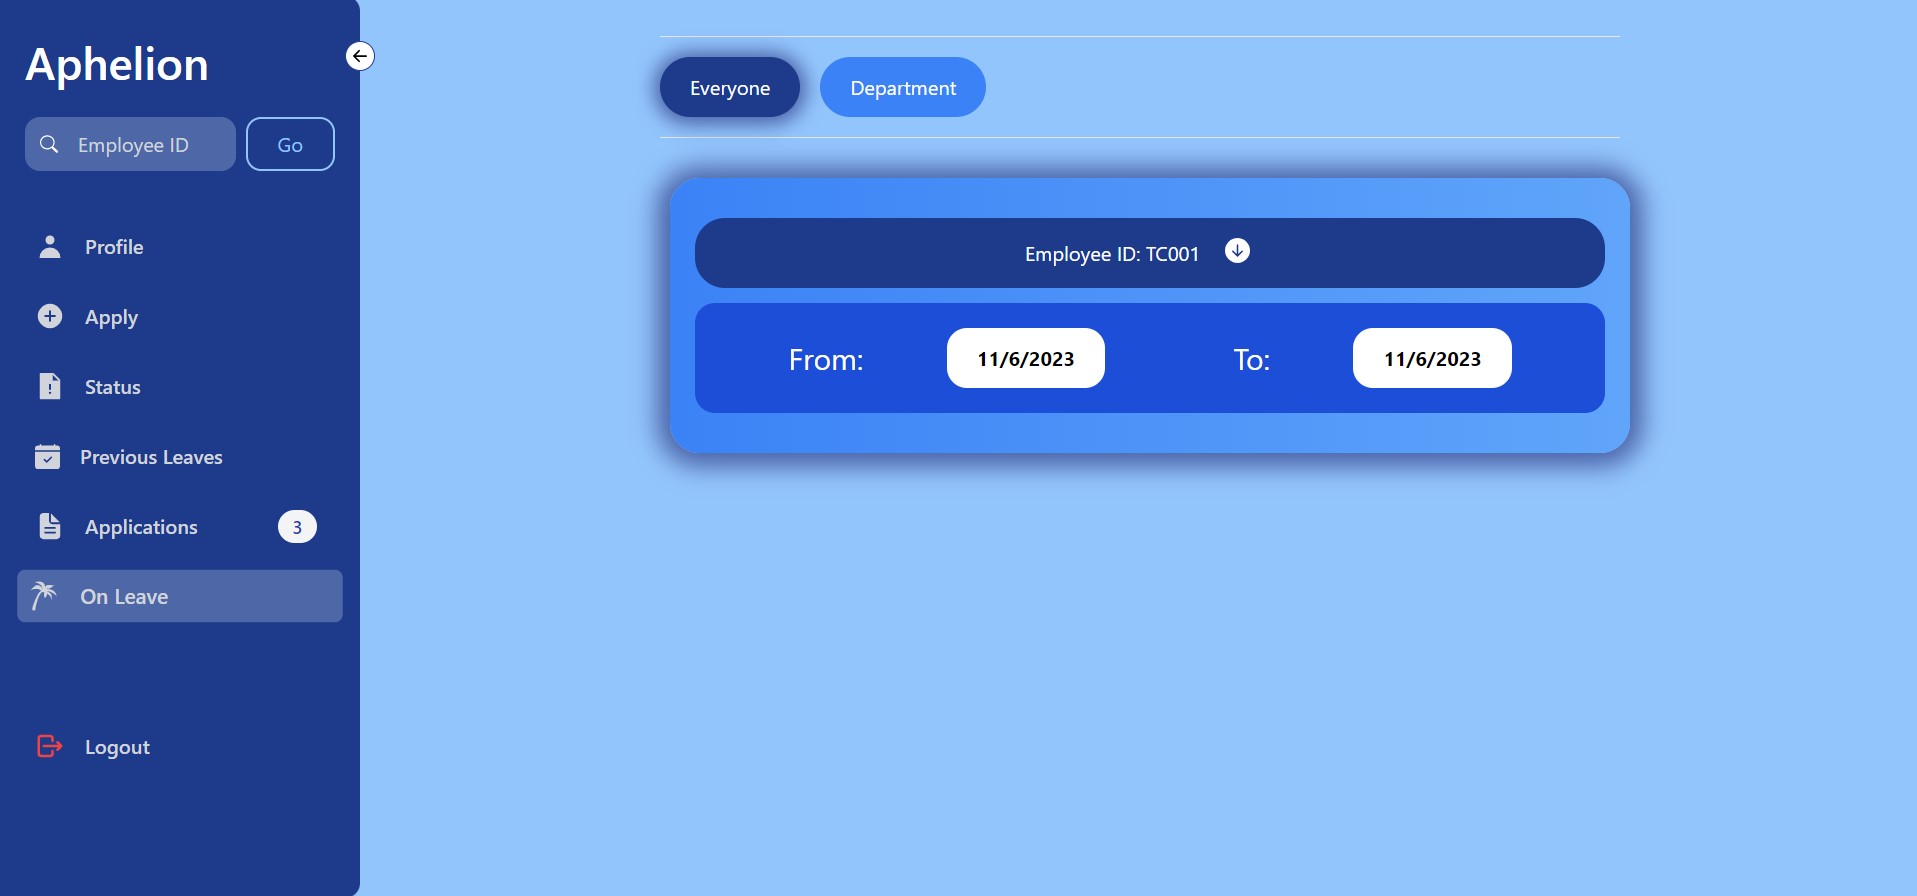 Aphelion
Employee ID
Go
Profile
Apply
Status
Previous Leaves
Applications
3
On Leave
Logout
Everyone
Department
Employee ID: TC001
From:
11/6/2023
To:
11/6/2023